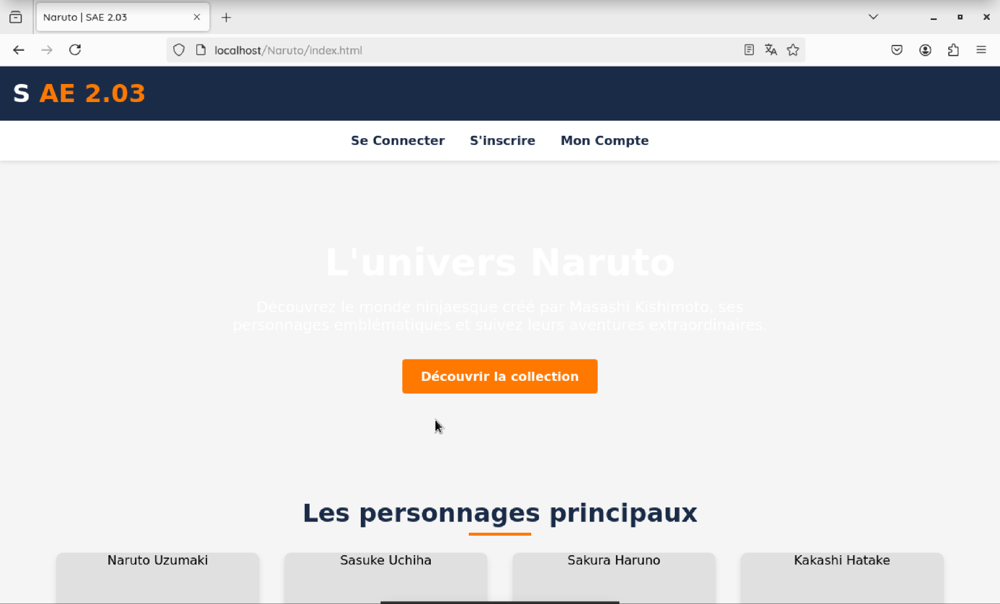 Naruto | SAE 2.03
localhost/Naruto/index.html
S AE 2.03
Se Connecter S'inscrire Mon Compte
L'univers Naruto
Découvrez le monde ninjaesque créé par Masashi Kishimoto, ses
personnages emblématiques et suivez leurs aventures extraordinaires.
Découvrir la collection
Les personnages principaux
Naruto Uzumaki Sasuke Uchiha Sakura Haruno Kakashi Hatake